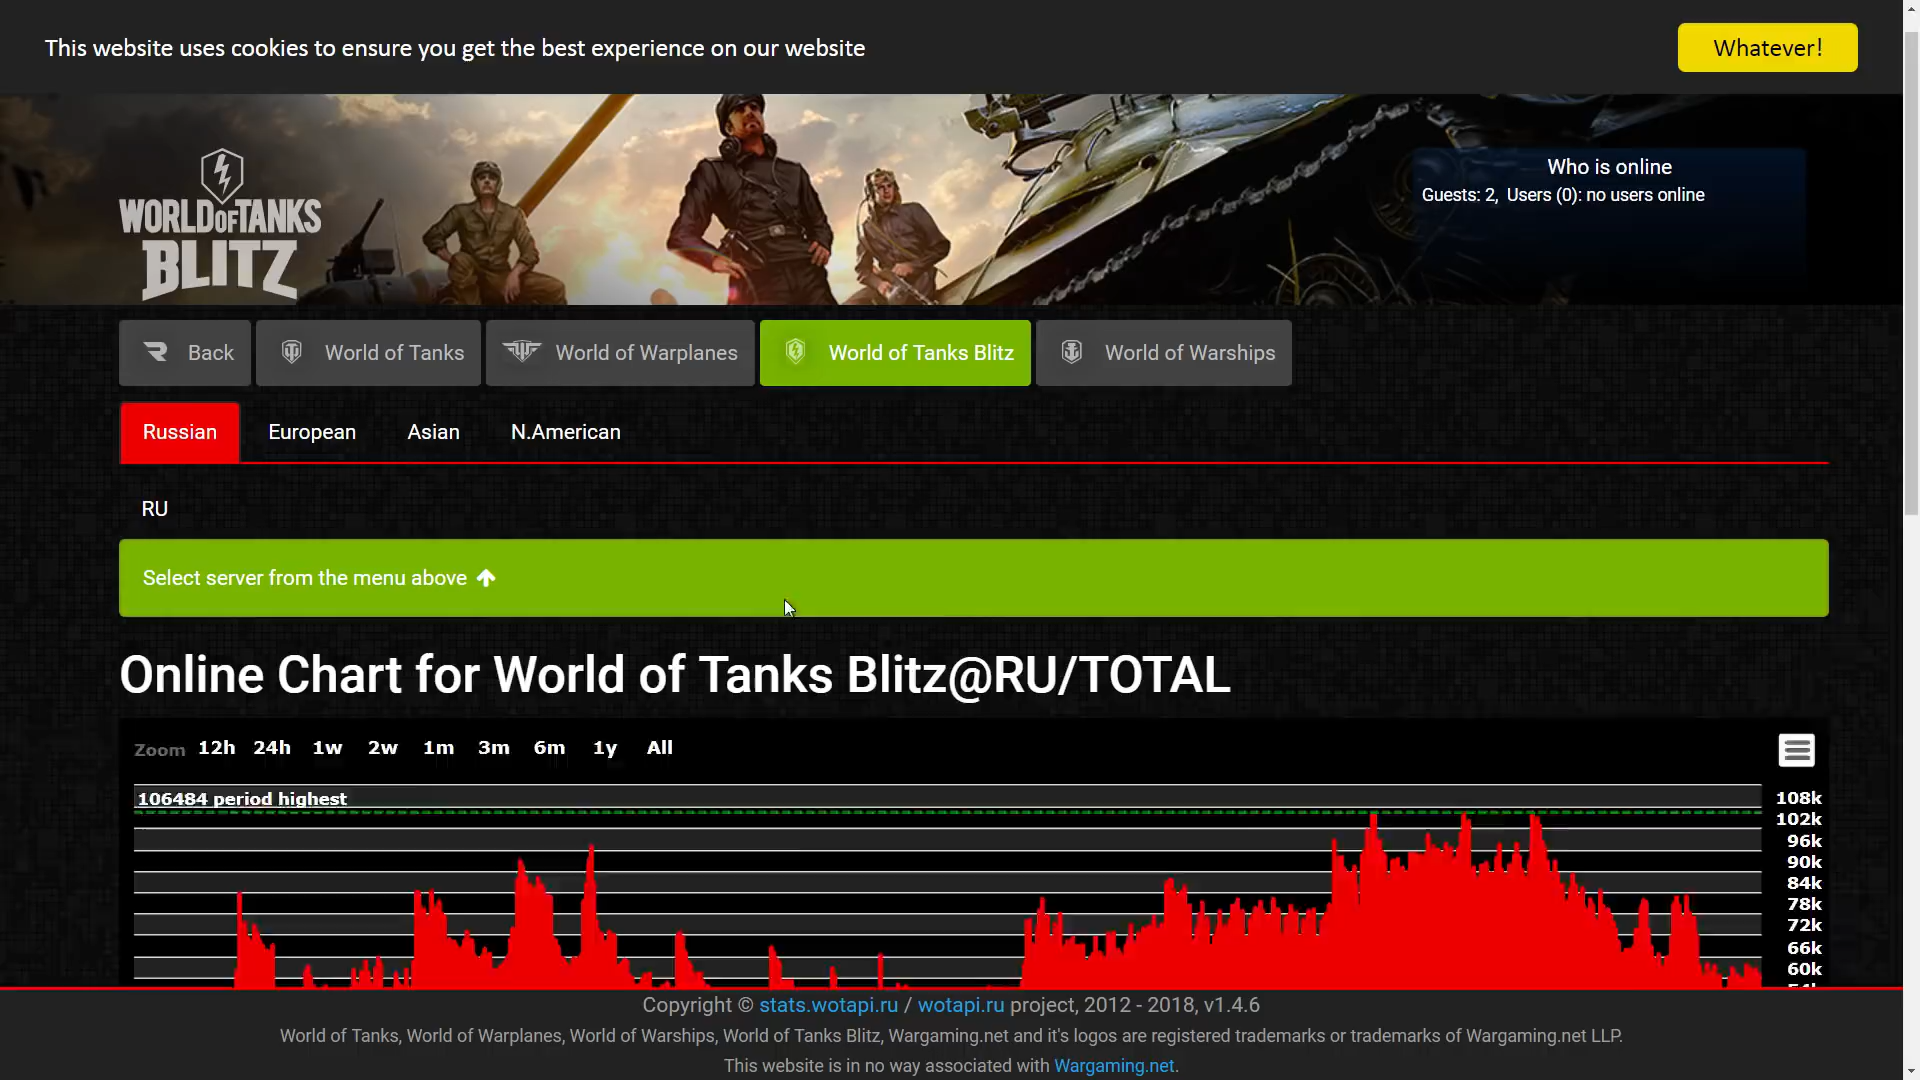 This website uses cookies to ensure you get the best experience on our website
Whatever!
WORLD OF TANKS
BLITZ
Who is online
Guests: 2, Users (0): no users online
Back
World of Tanks
World of Warplanes
World of Tanks Blitz
World of Warships
Russian
European
Asian
N.American
RU
Select server from the menu above
Online Chart for World of Tanks Blitz@RU/TOTAL
Zoom 12h 24h 1w 2w 1m 3m 6m 1y All
106484 period highest
108k
102k
96k
90k
84k
78k
72k
66k
60k
Copyright © stats.wotapi.ru / wotapi.ru project, 2012 - 2018, v1.4.6
World of Tanks, World of Warplanes, World of Warships, World of Tanks Blitz, Wargaming.net and it's logos are registered trademarks or trademarks of Wargaming.net LLP.
This website is in no way associated with Wargaming.net.